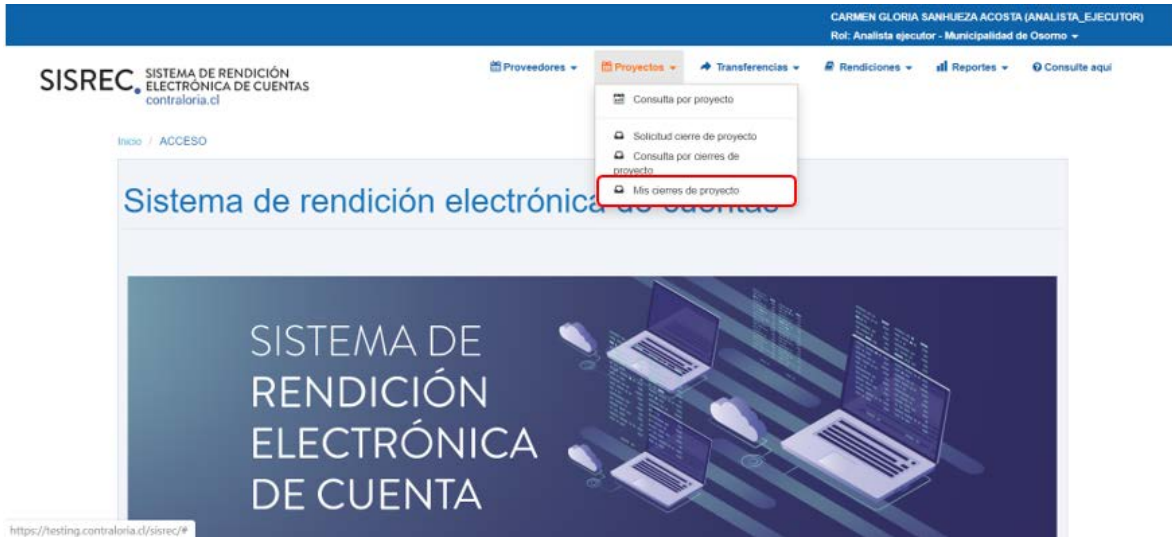 CARMEN GLORIA SANHUEZA ACOSTA (ANALISTA_EJECUTOR)
Rol: Analista ejecutor - Municipalidad de Osorno
SISREC. SISTEMA DE RENDICIÓN
ELECTRÓNICA DE CUENTAS
contraloria.cl
Proveedores
Proyectos
Transferencias
Rendiciones
Reportes
Consulte aquí
Consulta por proyecto
Solicitud cierre de proyecto
Consulta por cierres de
proyecto
Mis cierres de proyecto
Inicio / ACCESO
Sistema de rendición electrónica de cuentas
SISTEMA DE
RENDICIÓN
ELECTRÓNICA
DE CUENTA
https://testing.contraloria.cl/sisrec/#